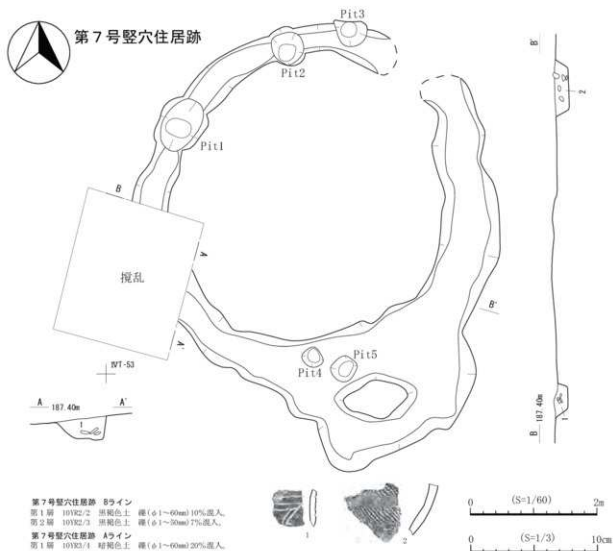 第7号竪穴住居跡
Pit3
Pit2
Pit1
B'
2
B
A
撹乱
B'
A'
Pit4
Pit5
ⅣT-53
A 187.40m A'
1
187.40m
B
1
第7号竪穴住居跡 Bライン
第1層 10YR2/2 黒褐色土 礫(φ1～60mm)10%混入。
第2層 10YR2/3 黒褐色土 礫(φ1～50mm)7%混入。
第7号竪穴住居跡 Aライン
第1層 10YR3/4 暗褐色土 礫(φ1～60mm)20%混入。
1
2
(S=1/60)
0 2m
(S=1/3)
0 10cm